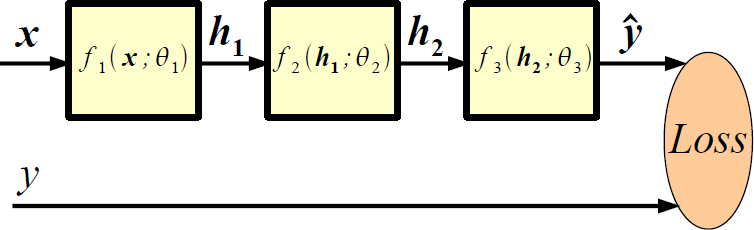 x h₁ h₂ ŷ
f₁(x;θ₁) f₂(h₁;θ₂) f₃(h₂;θ₃)
Loss
y